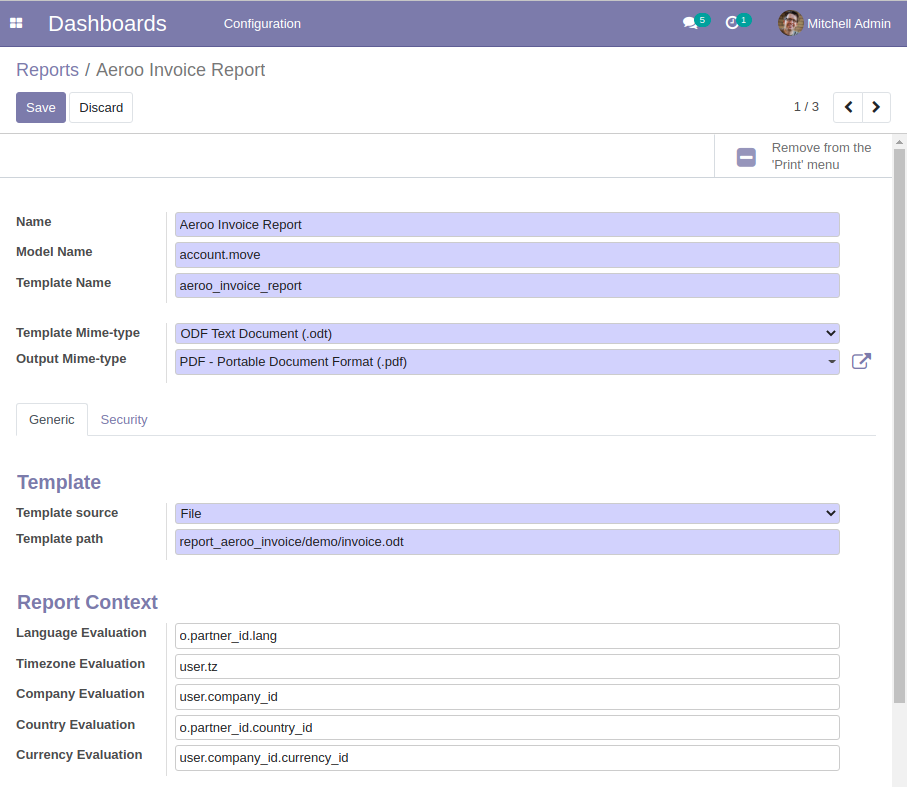 Dashboards Configuration 5 1 Mitchell Admin
Reports / Aeroo Invoice Report
Save Discard 1 / 3
Remove from the
'Print' menu
Name Aeroo Invoice Report
Model Name account.move
Template Name aeroo_invoice_report
Template Mime-type ODF Text Document (.odt)
Output Mime-type PDF - Portable Document Format (.pdf)
Generic Security
Template
Template source File
Template path report_aeroo_invoice/demo/invoice.odt
Report Context
Language Evaluation o.partner_id.lang
Timezone Evaluation user.tz
Company Evaluation user.company_id
Country Evaluation o.partner_id.country_id
Currency Evaluation user.company_id.currency_id